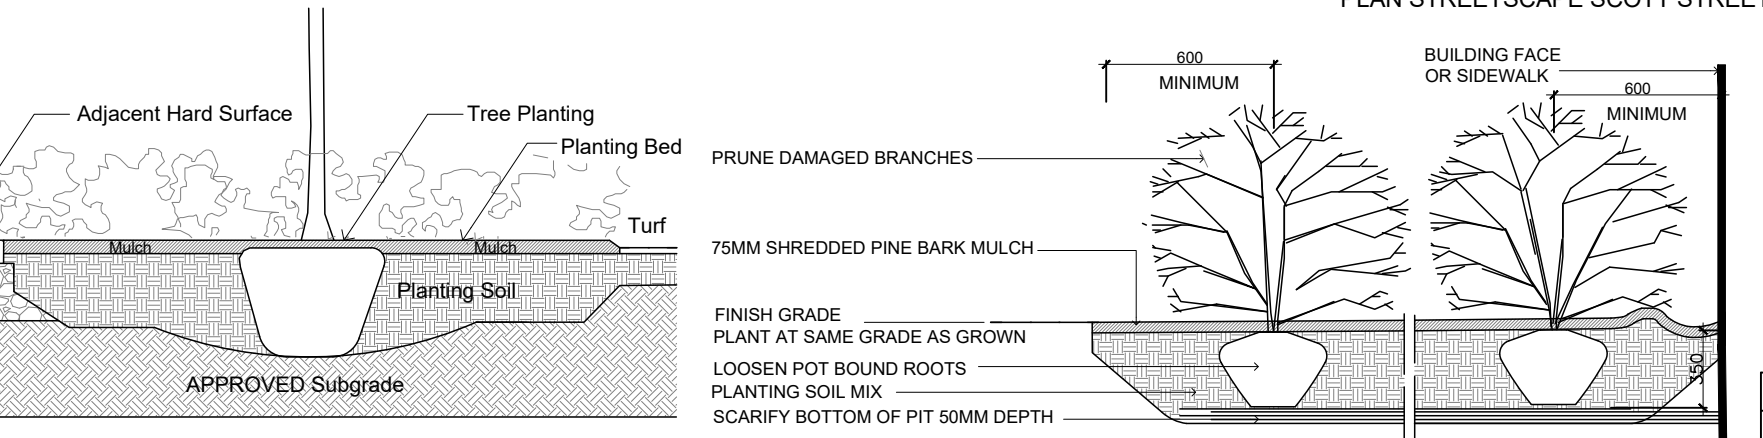 PLAN STREETSCAPE SCOTT STREET
Adjacent Hard Surface
Tree Planting
Planting Bed
Turf
Mulch
Mulch
Planting Soil
APPROVED Subgrade
600
MINIMUM
BUILDING FACE
OR SIDEWALK
600
MINIMUM
PRUNE DAMAGED BRANCHES
75MM SHREDDED PINE BARK MULCH
FINISH GRADE
PLANT AT SAME GRADE AS GROWN
LOOSEN POT BOUND ROOTS
PLANTING SOIL MIX
SCARIFY BOTTOM OF PIT 50MM DEPTH
350